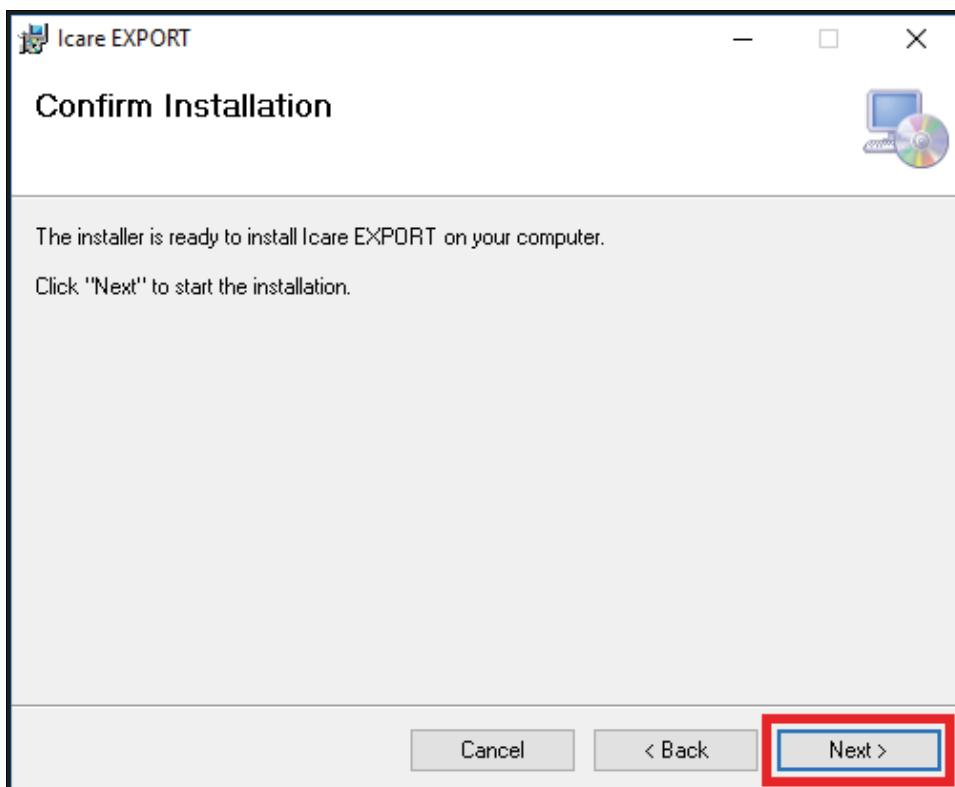 Icare EXPORT
Confirm Installation
The installer is ready to install Icare EXPORT on your computer.
Click "Next" to start the installation.
Cancel
< Back
Next >